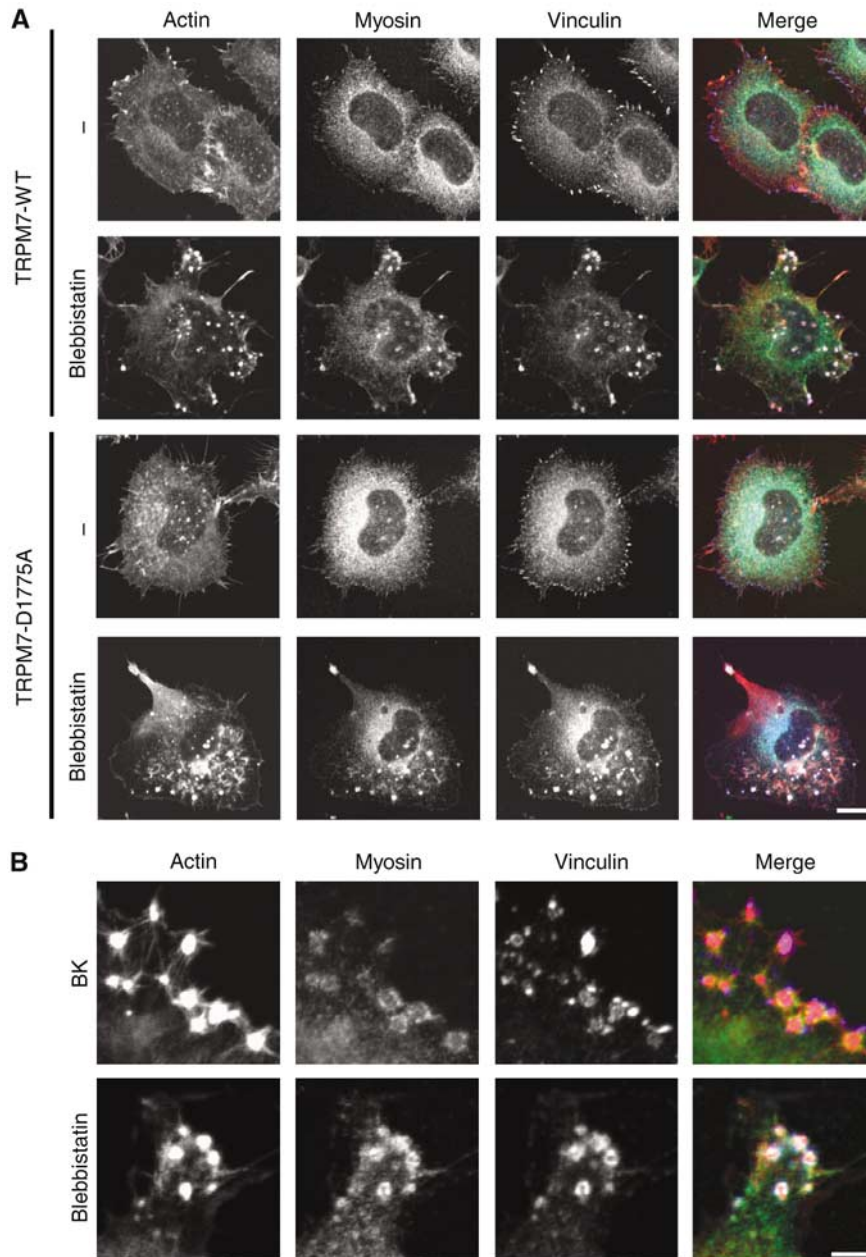 A
Actin Myosin Vinculin Merge
TRPM7-WT
–
Blebbistatin
TRPM7-D1775A
–
Blebbistatin
B
Actin Myosin Vinculin Merge
BK
Blebbistatin